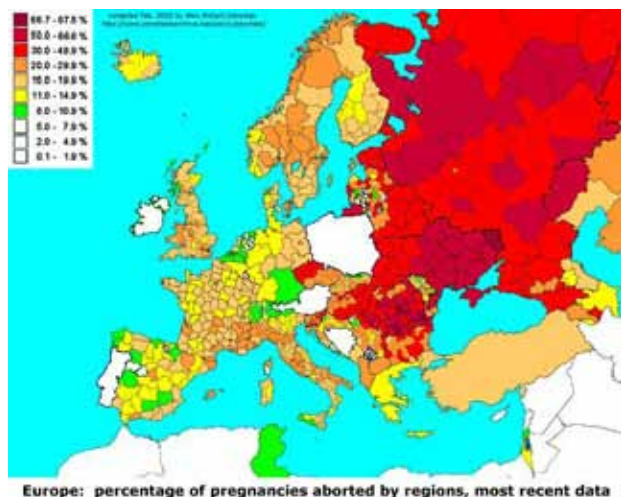 66.7 - 87.5 %
50.0 - 66.6 %
30.0 - 49.9 %
20.0 - 29.9 %
15.0 - 19.9 %
11.0 - 14.9 %
8.0 - 10.9 %
5.0 - 7.9 %
2.0 - 4.9 %
0.1 - 1.9 %
Europe: percentage of pregnancies aborted by regions, most recent data